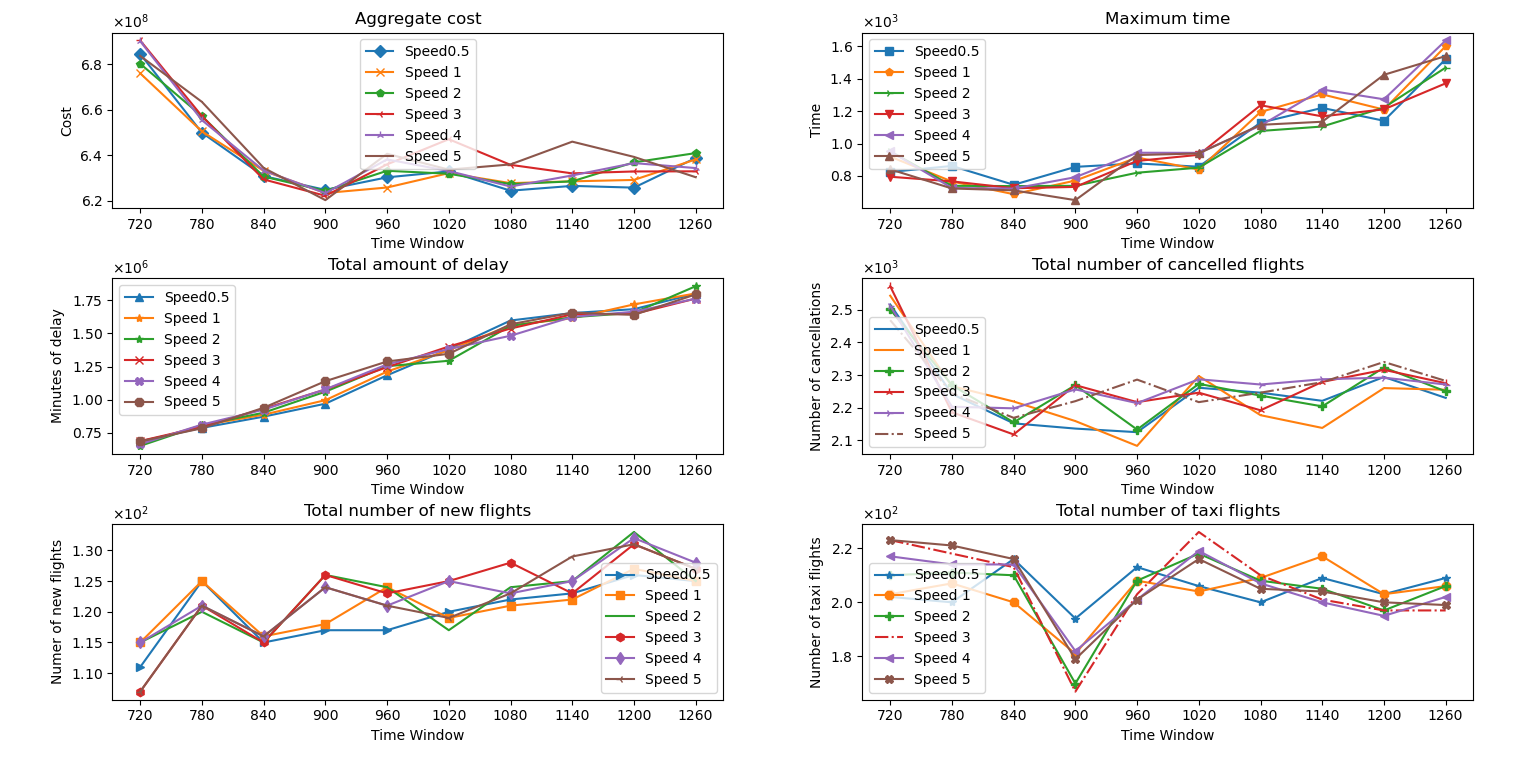 Aggregate cost
×10⁸
6.8
6.6
6.4
6.2
Cost
Speed0.5
Speed 1
Speed 2
Speed 3
Speed 4
Speed 5
720 780 840 900 960 1020 1080 1140 1200 1260
Time Window
Maximum time
×10³
1.6
1.4
1.2
1.0
0.8
Time
Speed0.5
Speed 1
Speed 2
Speed 3
Speed 4
Speed 5
720 780 840 900 960 1020 1080 1140 1200 1260
Time Window
Total amount of delay
×10⁶
1.75
1.50
1.25
1.00
0.75
Minutes of delay
Speed0.5
Speed 1
Speed 2
Speed 3
Speed 4
Speed 5
720 780 840 900 960 1020 1080 1140 1200 1260
Time Window
Total number of cancelled flights
×10³
2.5
2.4
2.3
2.2
2.1
Number of cancellations
Speed0.5
Speed 1
Speed 2
Speed 3
Speed 4
Speed 5
720 780 840 900 960 1020 1080 1140 1200 1260
Time Window
Total number of new flights
×10²
1.30
1.25
1.20
1.15
1.10
Numer of new flights
Speed0.5
Speed 1
Speed 2
Speed 3
Speed 4
Speed 5
720 780 840 900 960 1020 1080 1140 1200 1260
Time Window
Total number of taxi flights
×10²
2.2
2.0
1.8
Number of taxi flights
Speed0.5
Speed 1
Speed 2
Speed 3
Speed 4
Speed 5
720 780 840 900 960 1020 1080 1140 1200 1260
Time Window